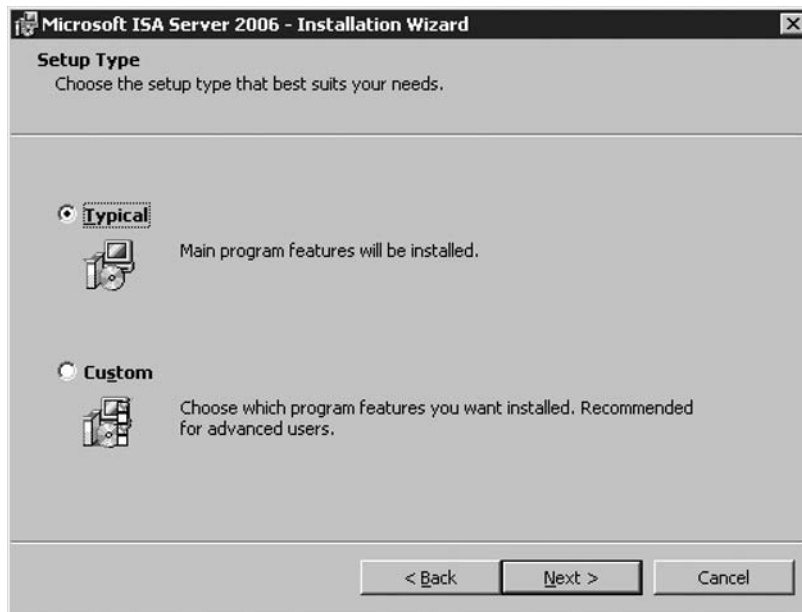 Microsoft ISA Server 2006 - Installation Wizard
Setup Type
Choose the setup type that best suits your needs.
Typical
Main program features will be installed.
Custom
Choose which program features you want installed. Recommended
for advanced users.
< Back
Next >
Cancel